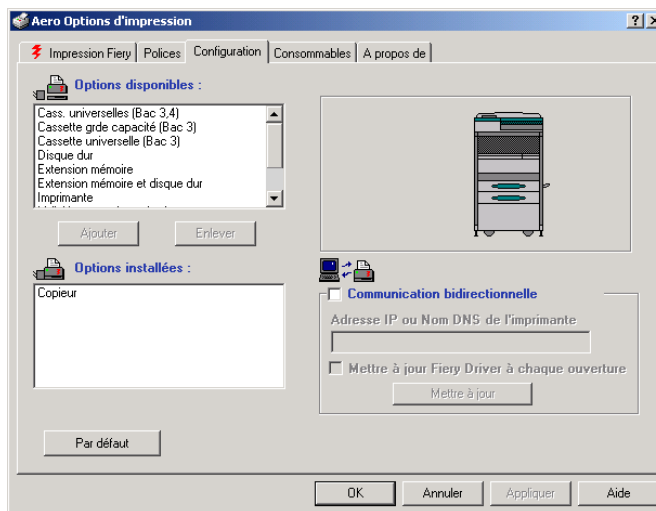 Aero Options d'impression
Impression Fiery Polices Configuration Consommables A propos de
Options disponibles :
Cass. universelles (Bac 3,4)
Cassette grde capacité (Bac 3)
Cassette universelle (Bac 3)
Disque dur
Extension mémoire
Extension mémoire et disque dur
Imprimante
Ajouter Enlever
Options installées :
Copieur
Communication bidirectionnelle
Adresse IP ou Nom DNS de l'imprimante
Mettre à jour Fiery Driver à chaque ouverture
Mettre à jour
Par défaut
OK Annuler Appliquer Aide